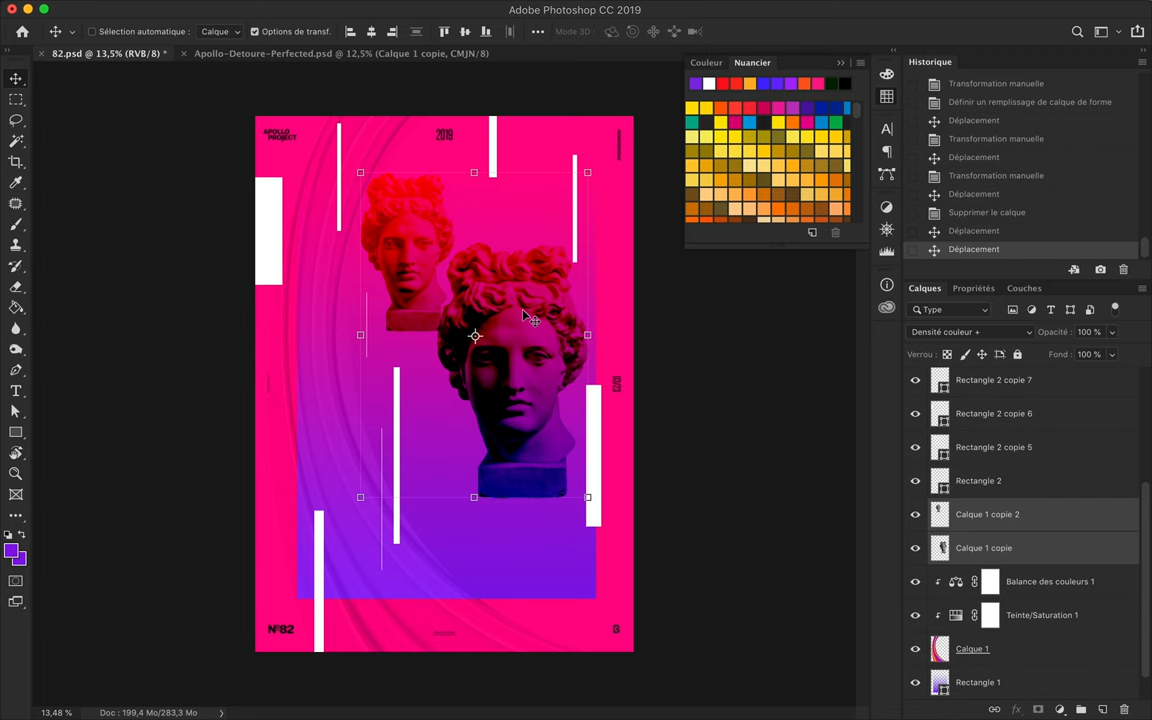 Adobe Photoshop CC 2019
Sélection automatique :
Calque
Options de transf.
Mode 3D :
82.psd @ 13,5% (RVB/8) *
Apollo-Detoure-Perfected.psd @ 12,5% (Calque 1 copie, CMJN/8)
APOLLO
PROJECT
2019
Nº82
Couleur
Nuancier
Historique
Transformation manuelle
Définir un remplissage de calque de forme
Déplacement
Transformation manuelle
Déplacement
Transformation manuelle
Déplacement
Supprimer le calque
Déplacement
Déplacement
Calques
Propriétés
Couches
Type
Densité couleur +
Opacité :
100 %
Verrou :
Fond :
100 %
Rectangle 2 copie 7
Rectangle 2 copie 6
Rectangle 2 copie 5
Rectangle 2
Calque 1 copie 2
Calque 1 copie
Balance des couleurs 1
Teinte/Saturation 1
Calque 1
Rectangle 1
13,48 %
Doc : 199,4 Mo/283,3 Mo